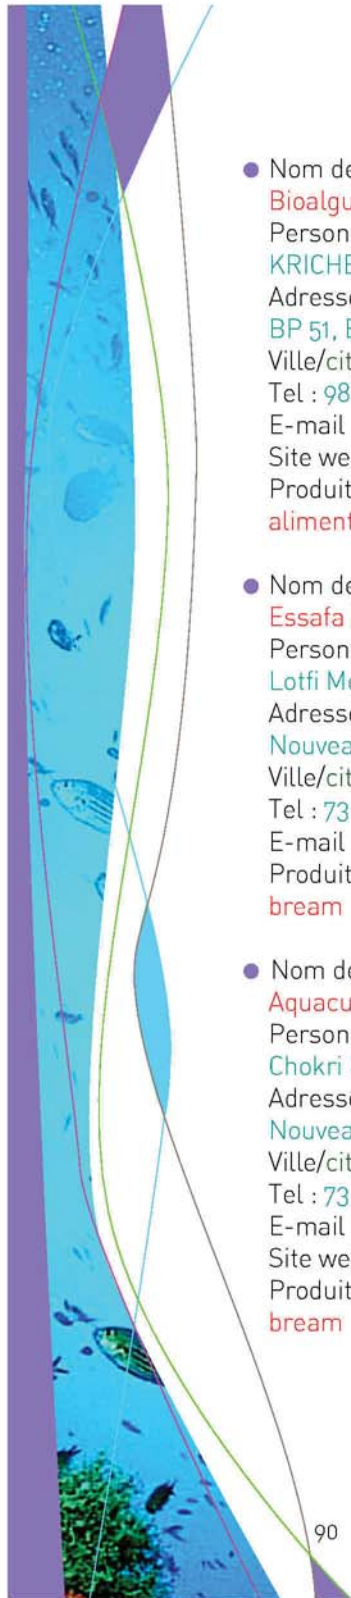 Nom de
Bioalgu
Person
KRICHE
Adresse
BP 51, B
Ville/cit
Tel : 98
E-mail
Site we
Produit
aliment
Nom de
Essafa
Person
Lotfi Me
Adresse
Nouvea
Ville/cit
Tel : 73
E-mail
Produit
bream
Nom de
Aquacu
Person
Chokri
Adresse
Nouvea
Ville/cit
Tel : 73
E-mail
Site we
Produit
bream
90